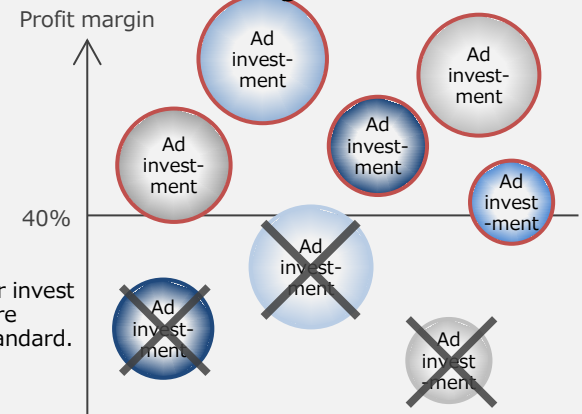 Profit margin
Ad
invest-
ment
Ad
invest-
ment
Ad
invest-
ment
Ad
invest-
ment
Ad
invest
-ment
40%
Ad
invest-
ment
r invest
re
andard.
Ad
invest-
ment
Ad
invest
-ment